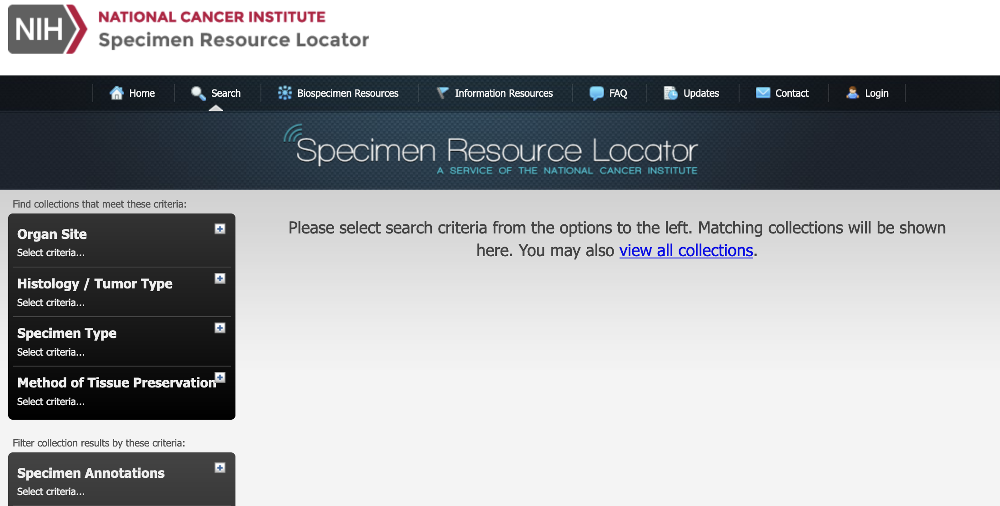 NIH
NATIONAL CANCER INSTITUTE
Specimen Resource Locator
Home Search Biospecimen Resources Information Resources FAQ Updates Contact Login
Specimen Resource Locator
A SERVICE OF THE NATIONAL CANCER INSTITUTE
Find collections that meet these criteria:
Organ Site
Select criteria...
Histology / Tumor Type
Select criteria...
Specimen Type
Select criteria...
Method of Tissue Preservation
Select criteria...
Filter collection results by these criteria:
Specimen Annotations
Select criteria...
Please select search criteria from the options to the left. Matching collections will be shown
here. You may also view all collections.